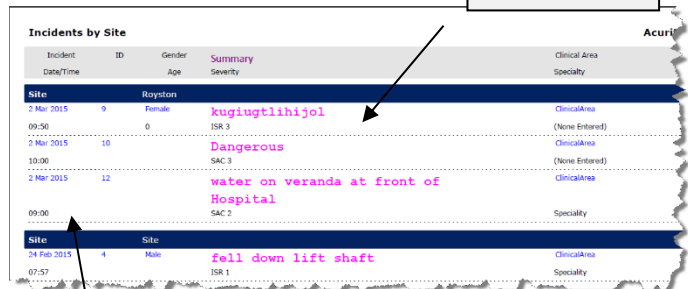 Incidents by Site Acuri
Incident ID Gender Summary Clinical Area
Date/Time Age Severity Specialty
Site Royston
2 Mar 2015 9 Female kugiugtlihijol ClinicalArea
09:50 0 ISR 3 (None Entered)
2 Mar 2015 10 Dangerous ClinicalArea
10:00 SAC 3 (None Entered)
2 Mar 2015 12 water on veranda at front of ClinicalArea
Hospital
09:00 SAC 2 Speciality
Site Site
24 Feb 2015 4 Male fell down lift shaft ClinicalArea
07:57 ISR 1 Speciality